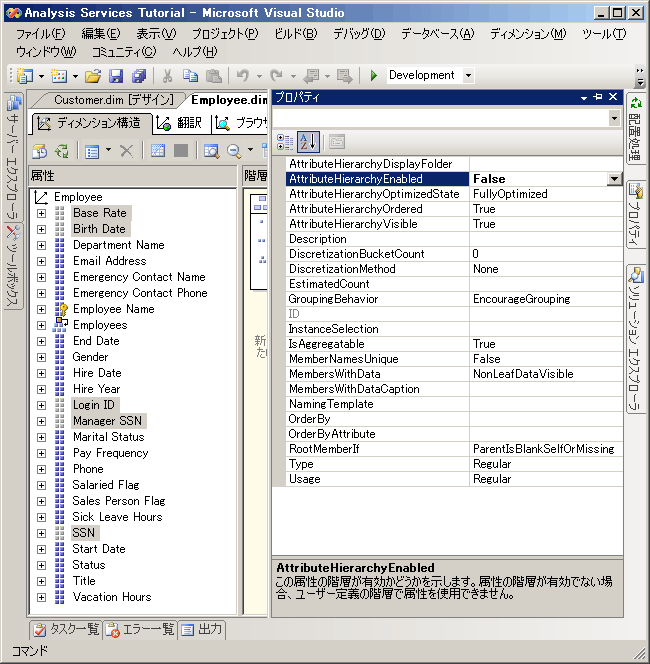 Analysis Services Tutorial - Microsoft Visual Studio
ファイル(F) 編集(E) 表示(V) プロジェクト(P) ビルド(B) デバッグ(D) データベース(A) ディメンション(M) ツール(T)
ウィンドウ(W) コミュニティ(C) ヘルプ(H)
Development
Customer.dim [デザイン] Employee.dim
ディメンション構造 翻訳 ブラウザ
属性
階層
Employee
Base Rate
Birth Date
Department Name
Email Address
Emergency Contact Name
Emergency Contact Phone
Employee Name
Employees
End Date
Gender
Hire Date
Hire Year
Login ID
Manager SSN
Marital Status
Pay Frequency
Phone
Salaried Flag
Sales Person Flag
Sick Leave Hours
SSN
Start Date
Status
Title
Vacation Hours
新
たい
サーバー エクスプローラ
ツールボックス
プロパティ
AttributeHierarchyDisplayFolder
AttributeHierarchyEnabled False
AttributeHierarchyOptimizedState FullyOptimized
AttributeHierarchyOrdered True
AttributeHierarchyVisible True
Description
DiscretizationBucketCount 0
DiscretizationMethod None
EstimatedCount
GroupingBehavior EncourageGrouping
ID
InstanceSelection
IsAggregatable True
MemberNamesUnique False
MembersWithData NonLeafDataVisible
MembersWithDataCaption
NamingTemplate
OrderBy
OrderByAttribute
RootMemberIf ParentIsBlankSelfOrMissing
Type Regular
Usage Regular
AttributeHierarchyEnabled
この属性の階層が有効かどうかを示します。属性の階層が有効でない場
合、ユーザー定義の階層で属性を使用できません。
配置処理
プロパティ
ソリューション エクスプローラ
タスク一覧 エラー一覧 出力
コマンド